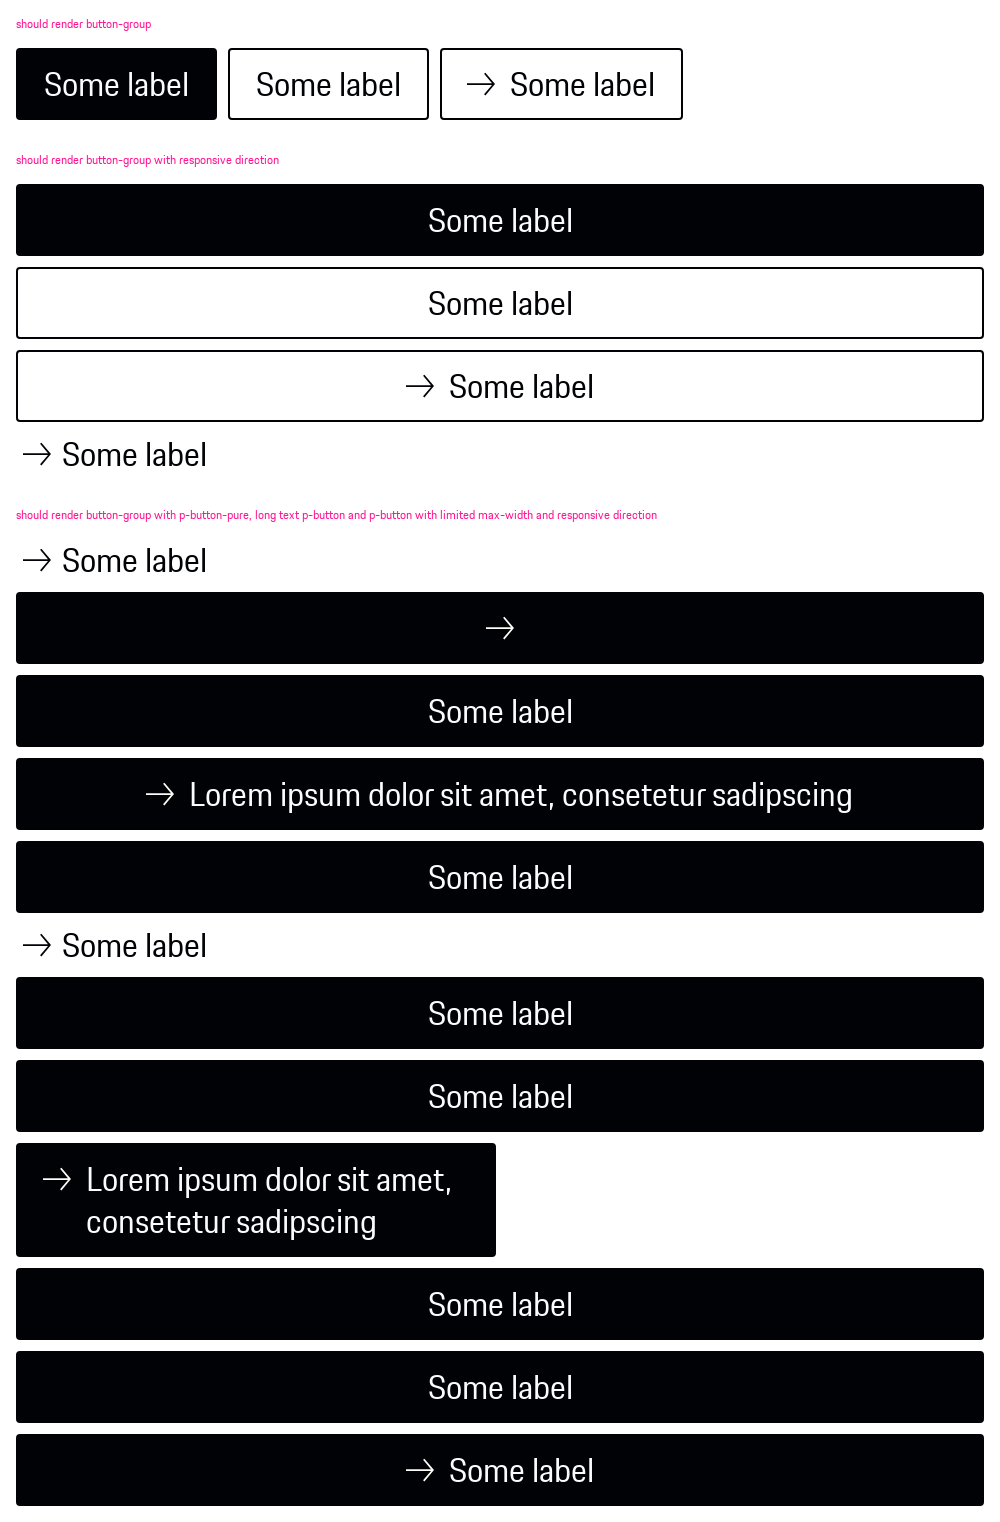 should render button-group
Some label Some label Some label
should render button-group with responsive direction
Some label
Some label
Some label
Some label
should render button-group with p-button-pure, long text p-button and p-button with limited max-width and responsive direction
Some label
Some label
Lorem ipsum dolor sit amet, consetetur sadipscing
Some label
Some label
Some label
Some label
Lorem ipsum dolor sit amet,
consetetur sadipscing
Some label
Some label
Some label